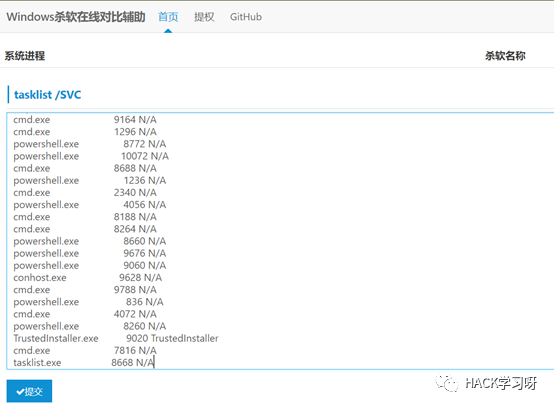 Windows杀软在线对比辅助 首页 提权 GitHub
系统进程 杀软名称
tasklist /SVC
cmd.exe 9164 N/A
cmd.exe 1296 N/A
powershell.exe 8772 N/A
powershell.exe 10072 N/A
cmd.exe 8688 N/A
powershell.exe 1236 N/A
cmd.exe 2340 N/A
powershell.exe 4056 N/A
cmd.exe 8188 N/A
cmd.exe 8264 N/A
powershell.exe 8660 N/A
powershell.exe 9676 N/A
powershell.exe 9060 N/A
conhost.exe 9628 N/A
cmd.exe 9788 N/A
powershell.exe 836 N/A
cmd.exe 4072 N/A
powershell.exe 8260 N/A
TrustedInstaller.exe 9020 TrustedInstaller
cmd.exe 7816 N/A
tasklist.exe 8668 N/A
提交
HACK学习呀